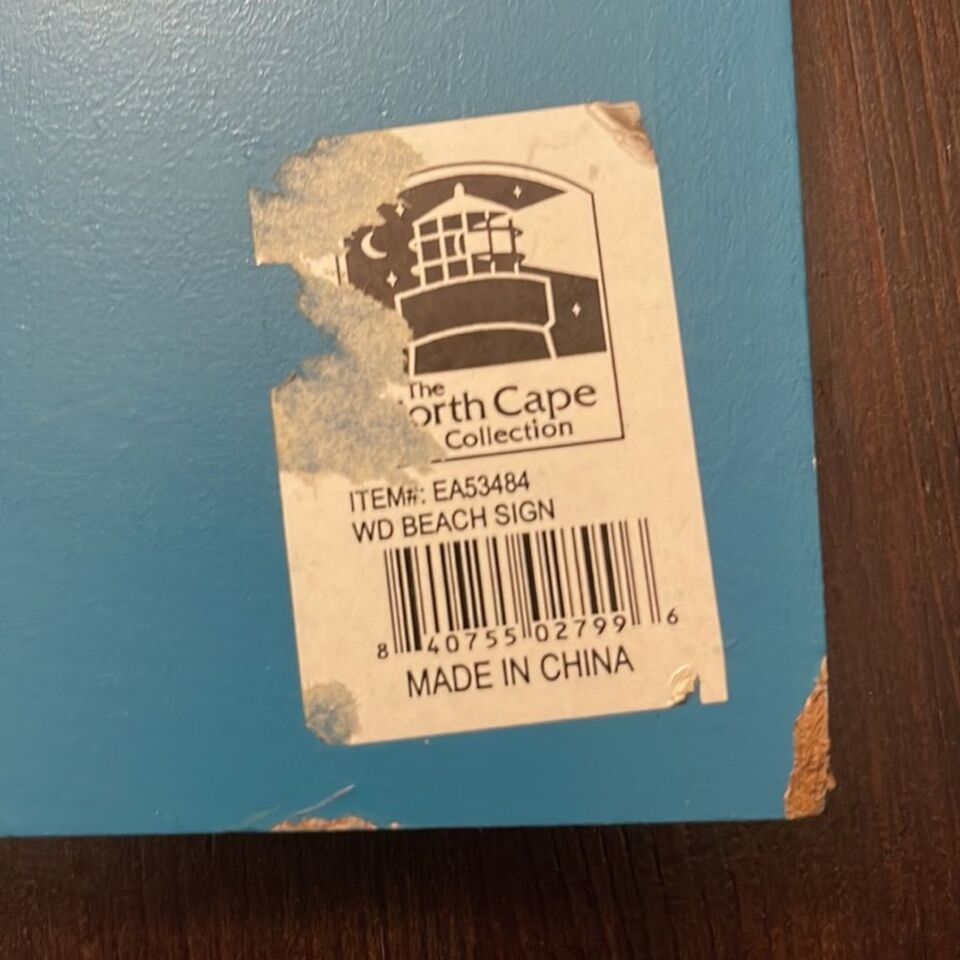 The
orth Cape
Collection
ITEM#: EA53484
WD BEACH SIGN
8 40755 02799 6
MADE IN CHINA